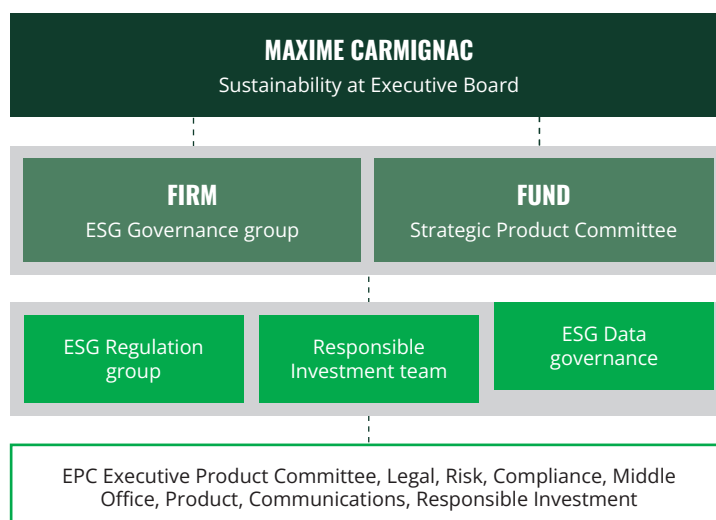 MAXIME CARMIGNAC
Sustainability at Executive Board
FIRM
ESG Governance group
FUND
Strategic Product Committee
ESG Regulation
group
Responsible
Investment team
ESG Data
governance
EPC Executive Product Committee, Legal, Risk, Compliance, Middle
Office, Product, Communications, Responsible Investment